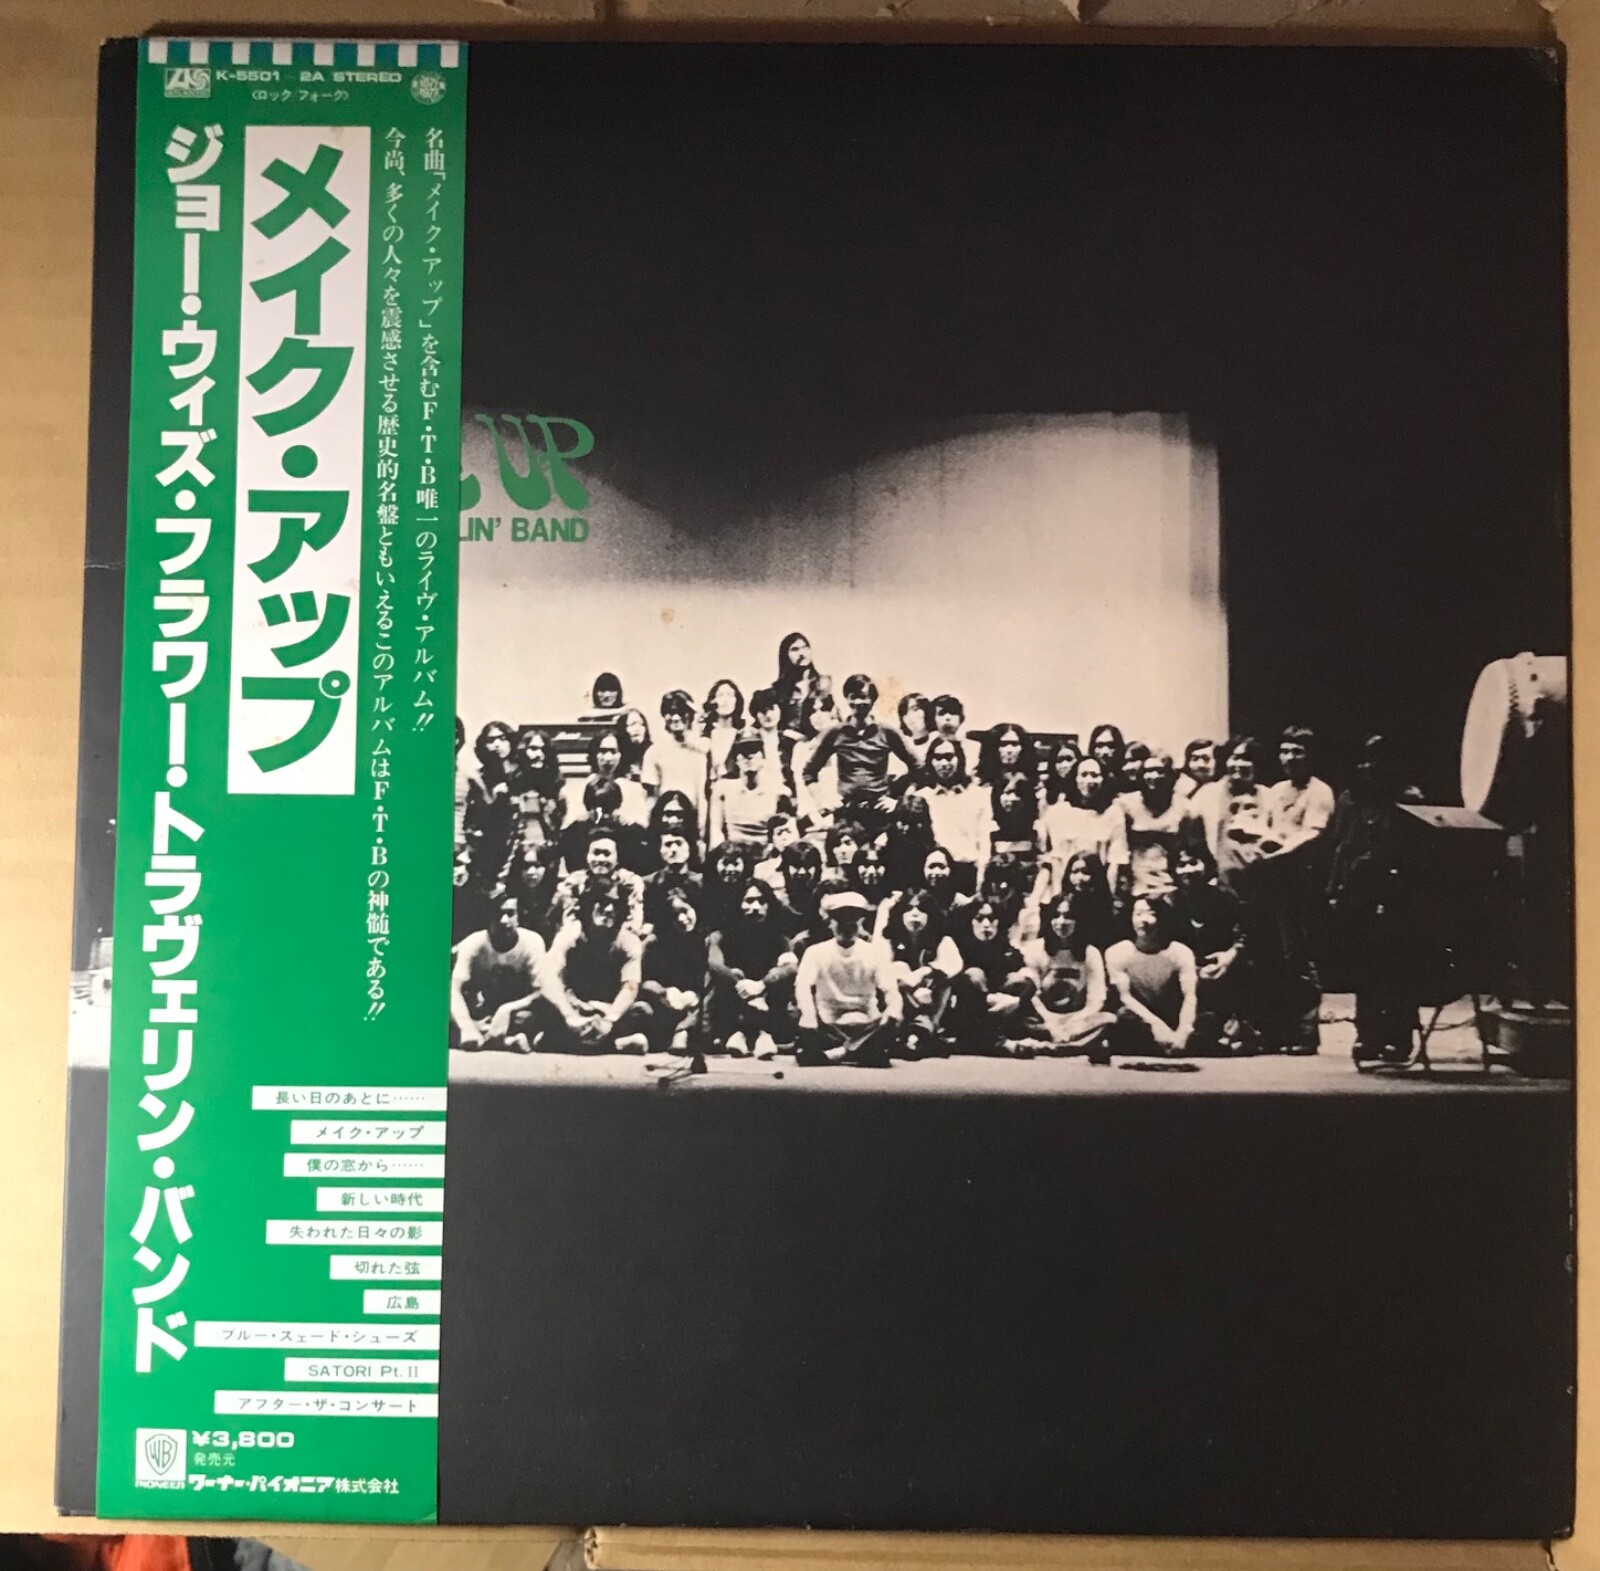 K-5501~2A STEREO
〈ロック/フォーク〉
名曲「メイク・アップ」を含むF・T・B唯一のライヴ・アルバム!!
今尚、多くの人々を震感させる歴史的名盤ともいえるこのアルバムはF・T・Bの神髄である!!
メイク・アップ
ジョー・ウィズ・フラワー・トラヴェリン・バンド
UP
LIN' BAND
長い日のあとに……
メイク・アップ
僕の窓から……
新しい時代
失われた日々の影
切れた弦
広島
ブルー・スェード・シューズ
SATORI Pt.II
アフター・ザ・コンサート
WB
PIONEER
¥3,800
発売元
ワーナー・パイオニア株式会社